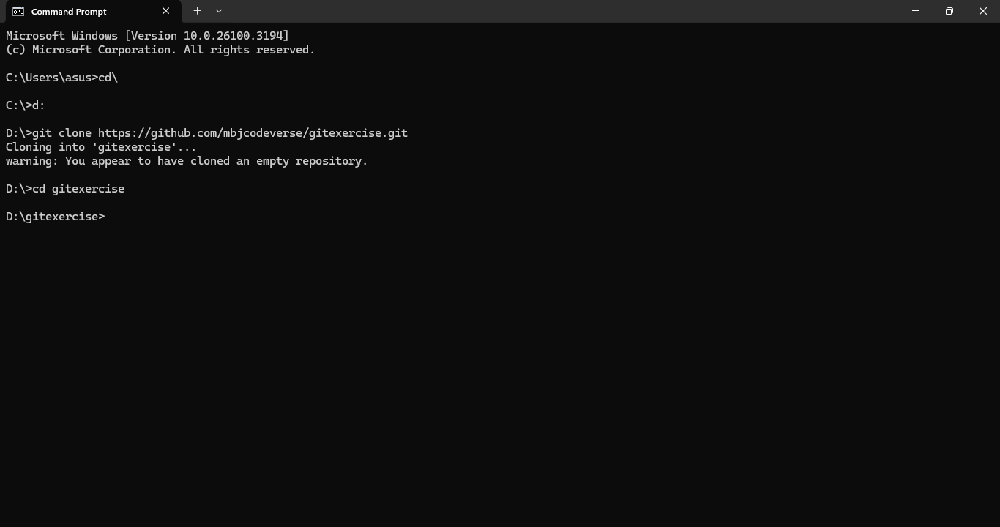 Command Prompt
Microsoft Windows [Version 10.0.26100.3194]
(c) Microsoft Corporation. All rights reserved.
C:\Users\asus>cd\
C:\>d:
D:\>git clone https://github.com/mbjcodeverse/gitexercise.git
Cloning into 'gitexercise'...
warning: You appear to have cloned an empty repository.
D:\>cd gitexercise
D:\gitexercise>